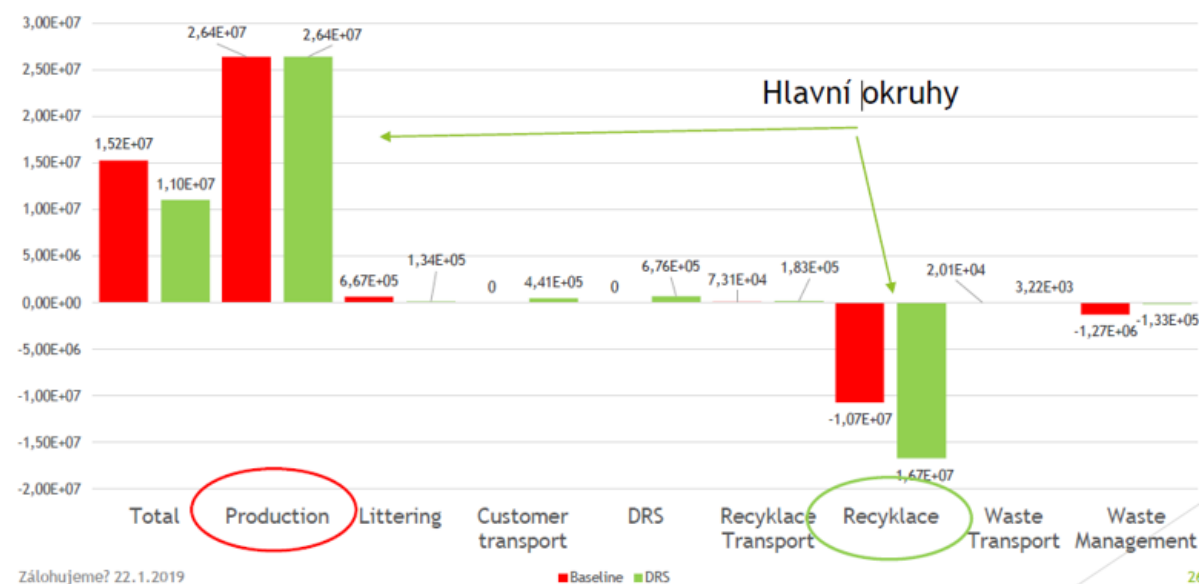 3,00E+07
2,50E+07
2,00E+07
1,50E+07
1,00E+07
5,00E+06
0,00E+00
-5,00E+06
-1,00E+07
-1,50E+07
-2,00E+07
Hlavní okruhy
1,52E+07
1,10E+07
2,64E+07
2,64E+07
6,67E+05
1,34E+05
0
4,41E+05
0
6,76E+05
7,31E+04
1,83E+05
-1,07E+07
-1,67E+07
2,01E+04
3,22E+03
-1,27E+06
-1,33E+05
Total
Production
Littering
Customer
transport
DRS
Recyklace
Transport
Recyklace
Waste
Transport
Waste
Management
Zálohujeme? 22.1.2019
Baseline
DRS